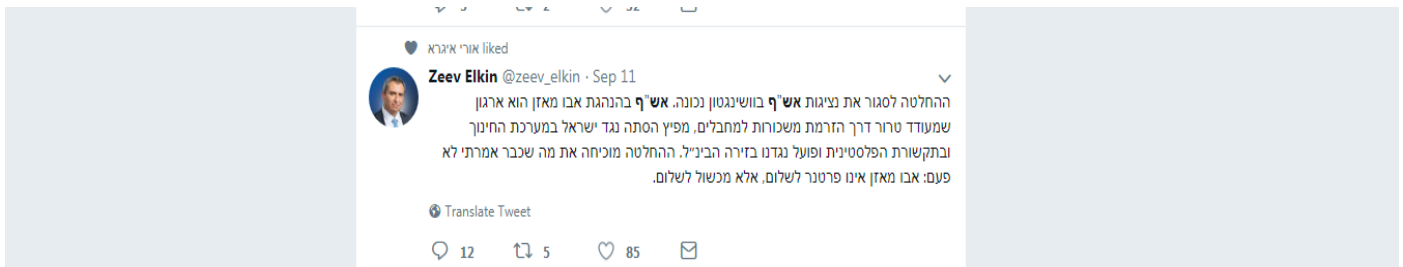 אורי איגרא liked
Zeev Elkin @zeev_elkin · Sep 11
ההחלטה לסגור את נציגות אש"ף בוושינגטון נכונה. אש"ף בהנהגת אבו מאזן הוא ארגון
שמעודד טרור דרך הזרמת משכורות למחבלים, מפיץ הסתה נגד ישראל במערכת החינוך
ובתקשורת הפלסטינית ופועל נגדנו בזירה הבינ״ל. ההחלטה מוכיחה את מה שכבר אמרתי לא
פעם: אבו מאזן אינו פרטנר לשלום, אלא מכשול לשלום.
Translate Tweet
12 5 85